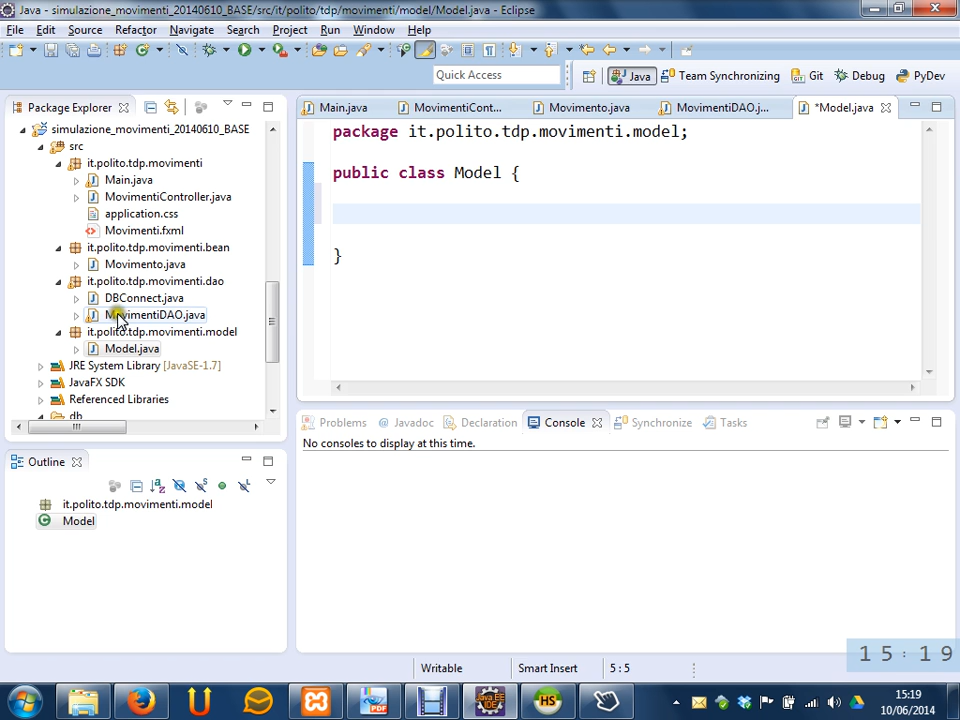 Java - simulazione_movimenti_20140610_BASE/src/it/polito/tdp/movimenti/model/Model.java - Eclipse
File Edit Source Refactor Navigate Search Project Run Window Help
Quick Access
Java Team Synchronizing Git Debug PyDev
Package Explorer
simulazione_movimenti_20140610_BASE
src
it.polito.tdp.movimenti
Main.java
MovimentiController.java
application.css
Movimenti.fxml
it.polito.tdp.movimenti.bean
Movimento.java
it.polito.tdp.movimenti.dao
DBConnect.java
MovimentiDAO.java
it.polito.tdp.movimenti.model
Model.java
JRE System Library [JavaSE-1.7]
JavaFX SDK
Referenced Libraries
db
Main.java MovimentiCont... Movimento.java MovimentiDAO.j... *Model.java
package it.polito.tdp.movimenti.model;
public class Model {
}
Problems Javadoc Declaration Console Synchronize Tasks
No consoles to display at this time.
Outline
it.polito.tdp.movimenti.model
Model
15:19
Writable Smart Insert 5 : 5
PDF
Java EE
IDE
HS
15:19
10/06/2014